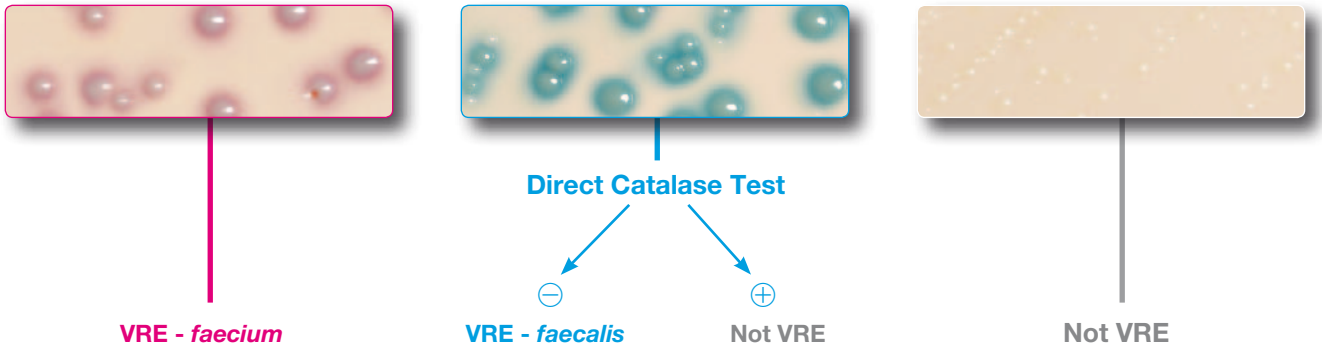 Direct Catalase Test
− +
VRE - faecium VRE - faecalis Not VRE Not VRE